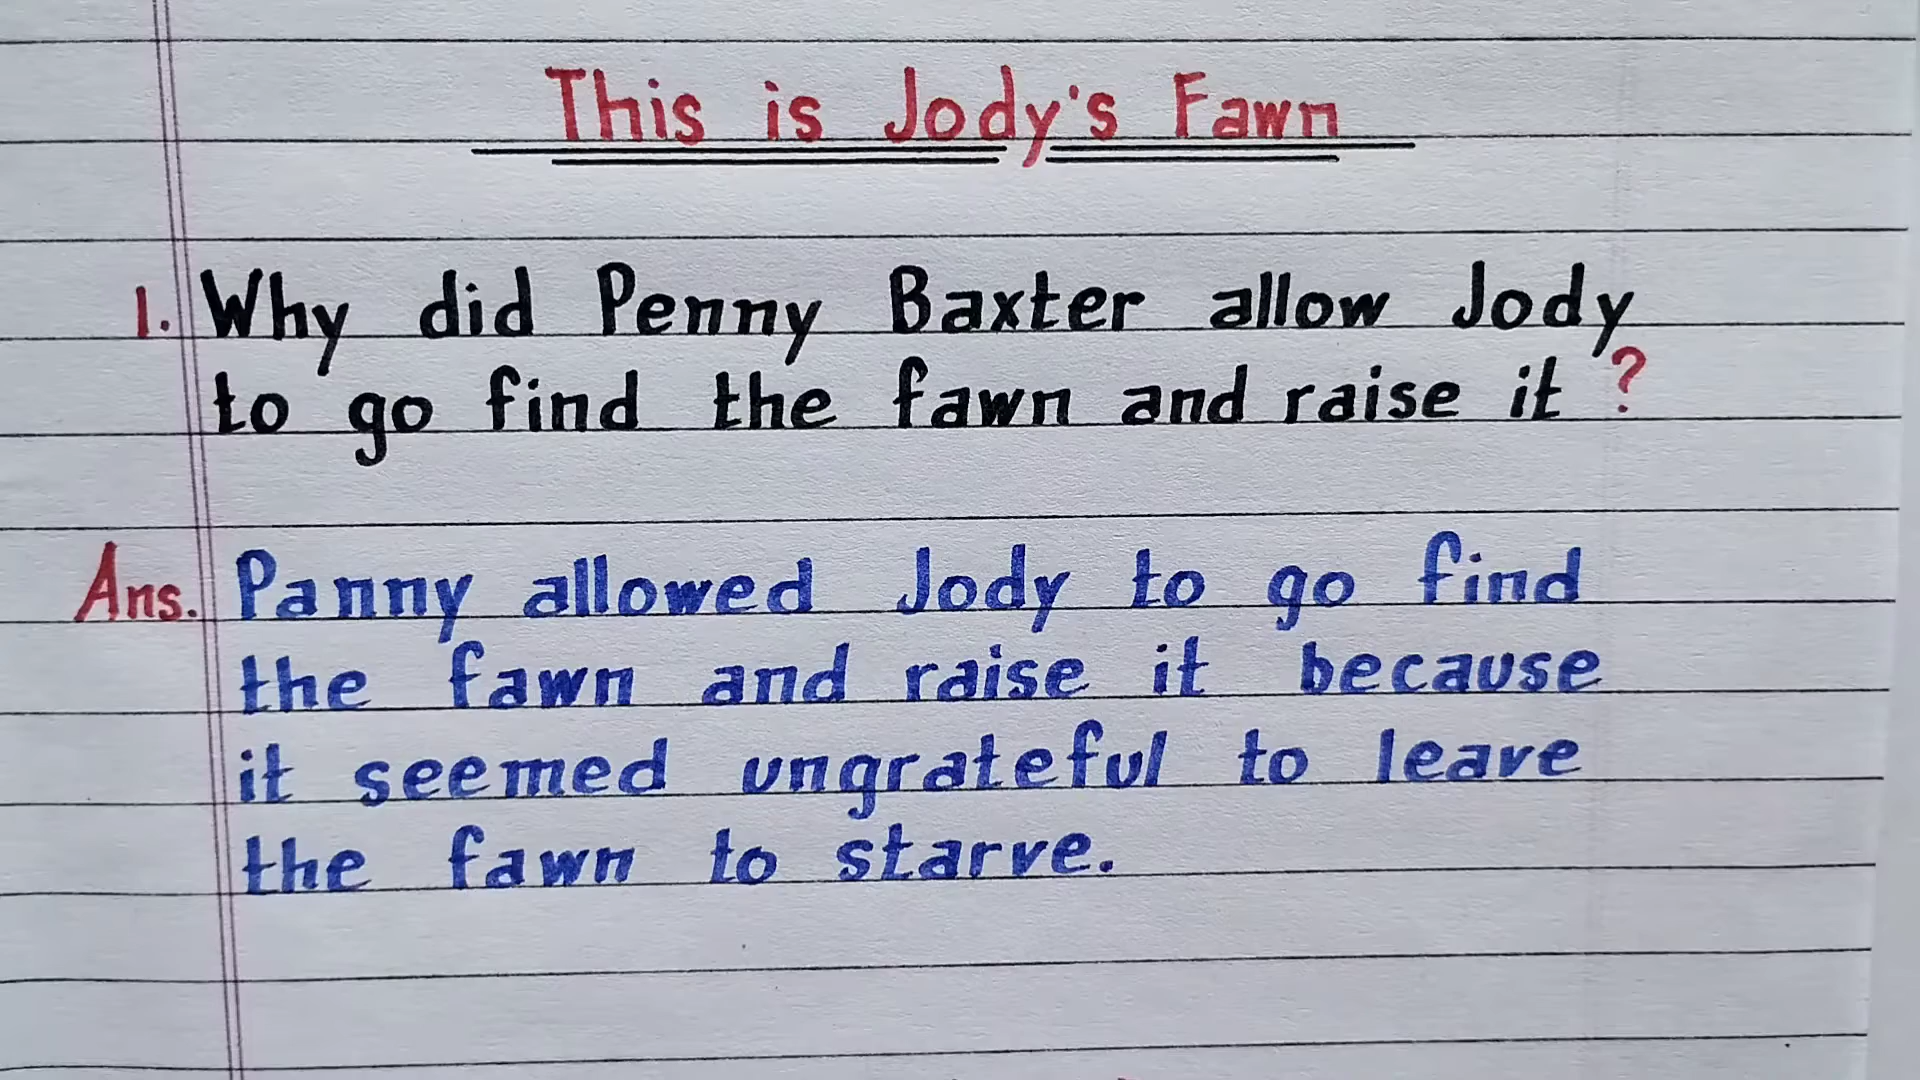 This is Jody's Fawn
1. Why did Penny Baxter allow Jody
to go find the fawn and raise it ?
Ans. Panny allowed Jody to go find
the fawn and raise it because
it seemed ungrateful to leave
the fawn to starve.